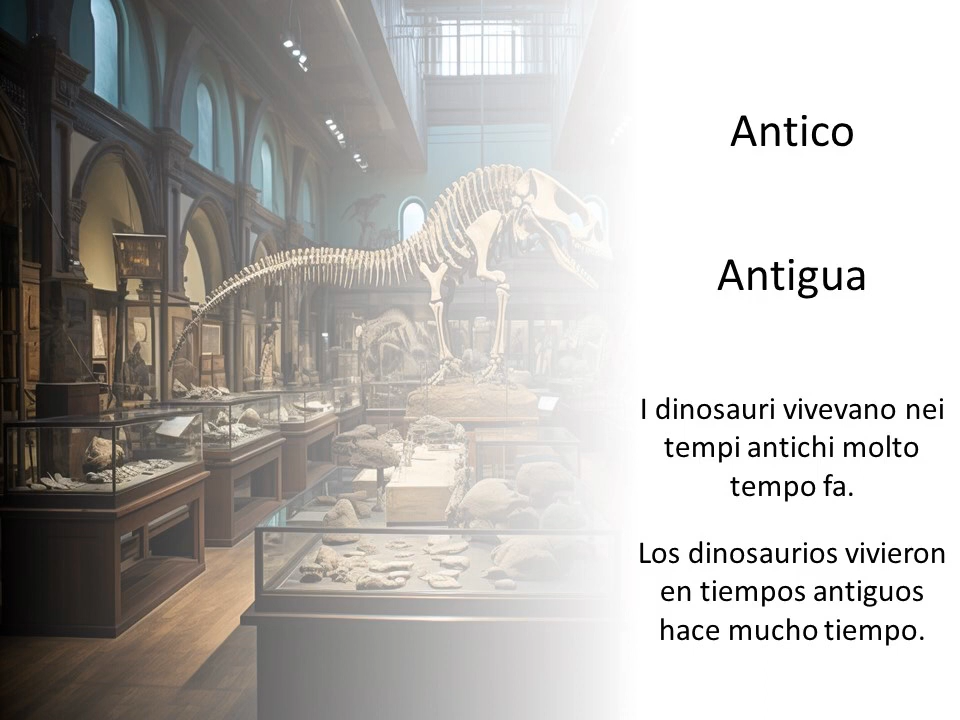 Antico
Antigua
I dinosauri vivevano nei
tempi antichi molto
tempo fa.
Los dinosaurios vivieron
en tiempos antiguos
hace mucho tiempo.